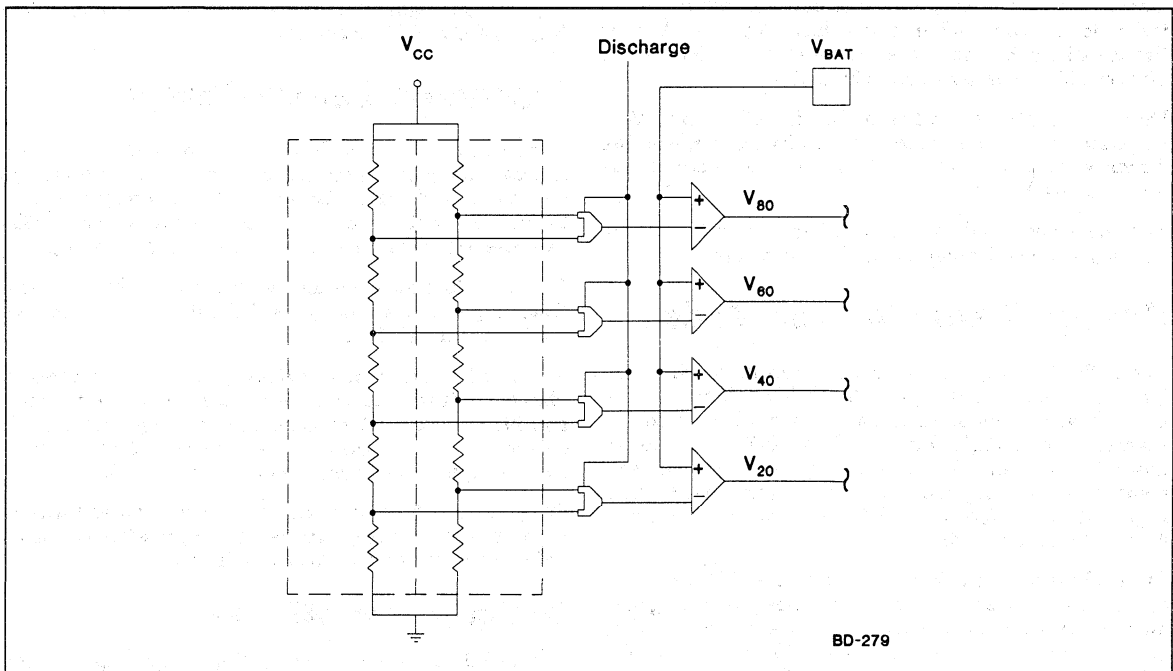 V_CC Discharge V_BAT
+
−
V_80
+
−
V_60
+
−
V_40
+
−
V_20
BD-279